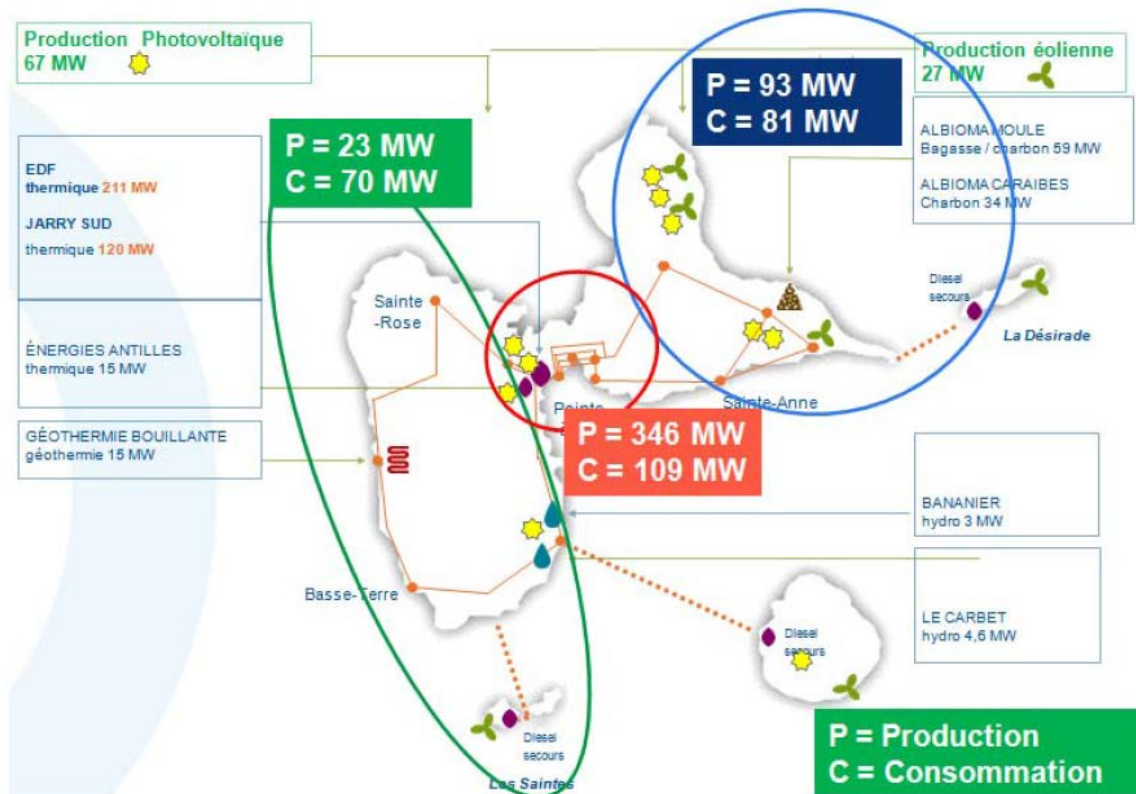 Production Photovoltaïque
67 MW
Production éolienne
27 MW
P = 93 MW
C = 81 MW
P = 23 MW
C = 70 MW
EDF
thermique 211 MW
JARRY SUD
thermique 120 MW
ALBIOMA MOULE
Bagasse / charbon 59 MW
ALBIOMA CARAIBES
Charbon 34 MW
Diesel
secours
La Désirade
Sainte
-Rose
ÉNERGIES ANTILLES
thermique 15 MW
Sainte-Anne
P = 346 MW
C = 109 MW
GÉOTHERMIE BOUILLANTE
géothermie 15 MW
BANANIER
hydro 3 MW
Basse-Terre
LE CARBET
hydro 4,6 MW
Diesel
secours
Diesel
secours
Les Saintes
P = Production
C = Consommation